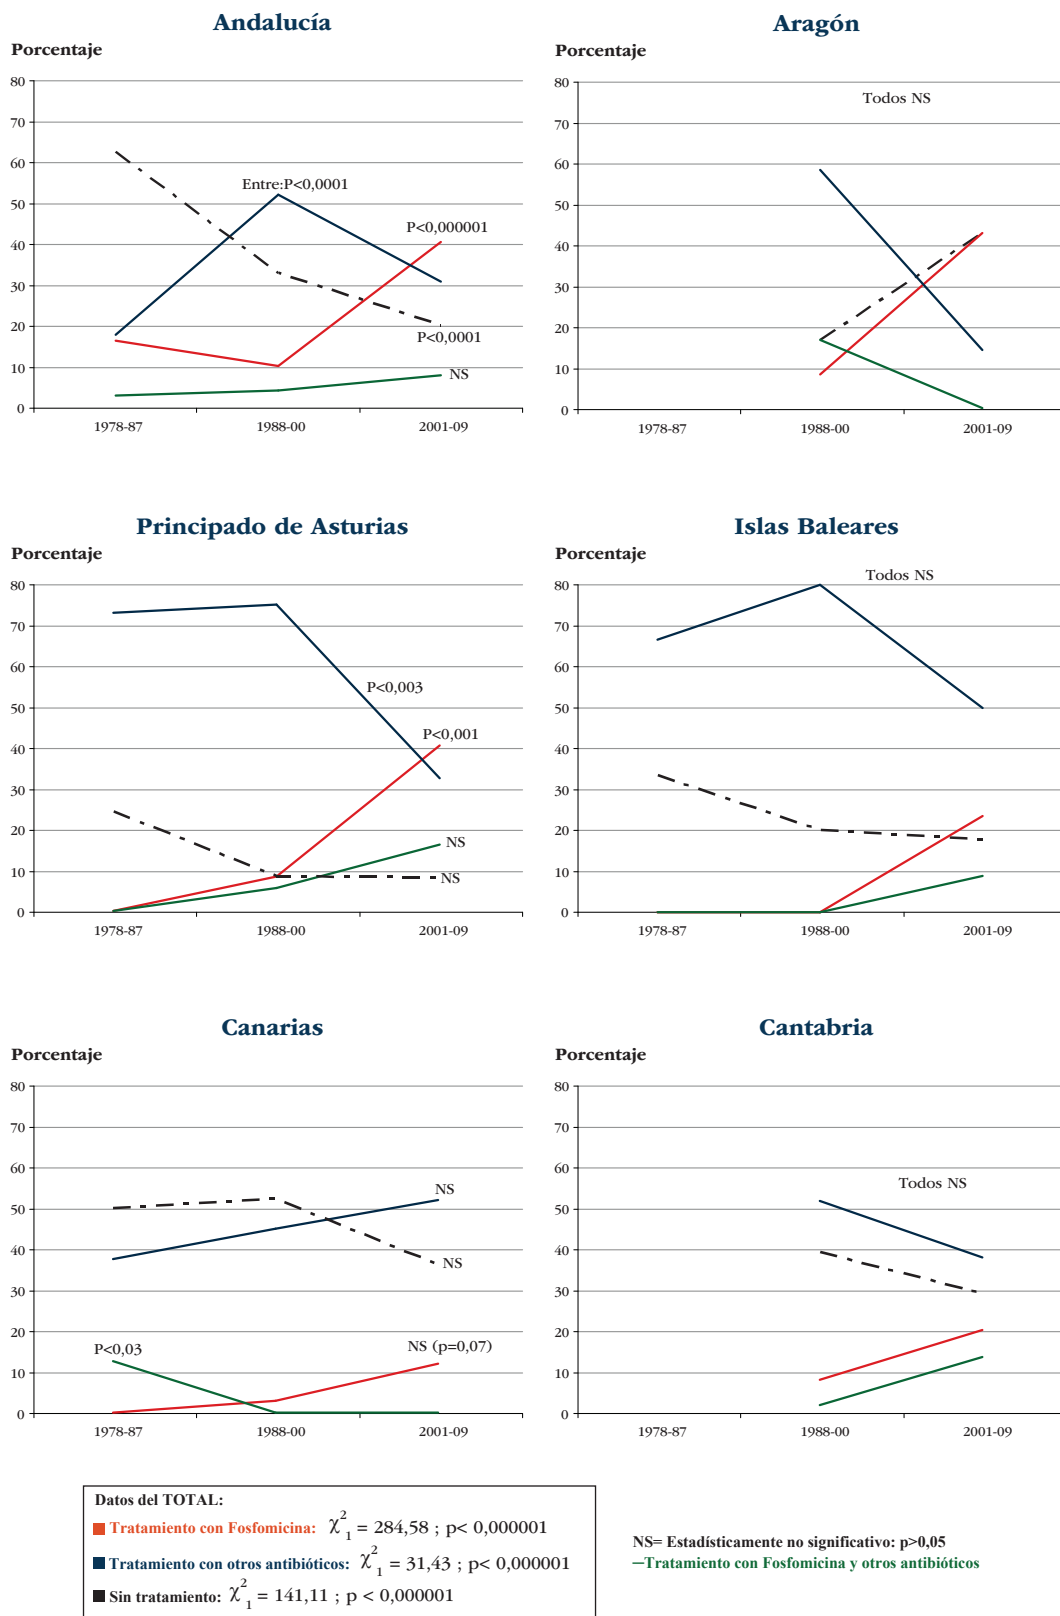 Andalucía
Porcentaje
80
70
60
50
40
30
20
10
0
Entre:P<0,0001
P<0,000001
P<0,0001
NS
1978-87 1988-00 2001-09
Aragón
Porcentaje
80
70
60
50
40
30
20
10
0
Todos NS
1978-87 1988-00 2001-09
Principado de Asturias
Porcentaje
80
70
60
50
40
30
20
10
0
P<0,003
P<0,001
NS
NS
1978-87 1988-00 2001-09
Islas Baleares
Porcentaje
Todos NS
80
70
60
50
40
30
20
10
0
1978-87 1988-00 2001-09
Canarias
Porcentaje
80
70
60
50
40
30
20
10
0
NS
NS
P<0,03
NS (p=0,07)
1978-87 1988-00 2001-09
Cantabria
Porcentaje
80
70
60
50
40
30
20
10
0
Todos NS
1978-87 1988-00 2001-09
Datos del TOTAL:
Tratamiento con Fosfomicina: χ²₁ = 284,58 ; p< 0,000001
Tratamiento con otros antibióticos: χ²₁ = 31,43 ; p< 0,000001
Sin tratamiento: χ²₁ = 141,11 ; p < 0,000001
NS= Estadísticamente no significativo: p>0,05
—Tratamiento con Fosfomicina y otros antibióticos